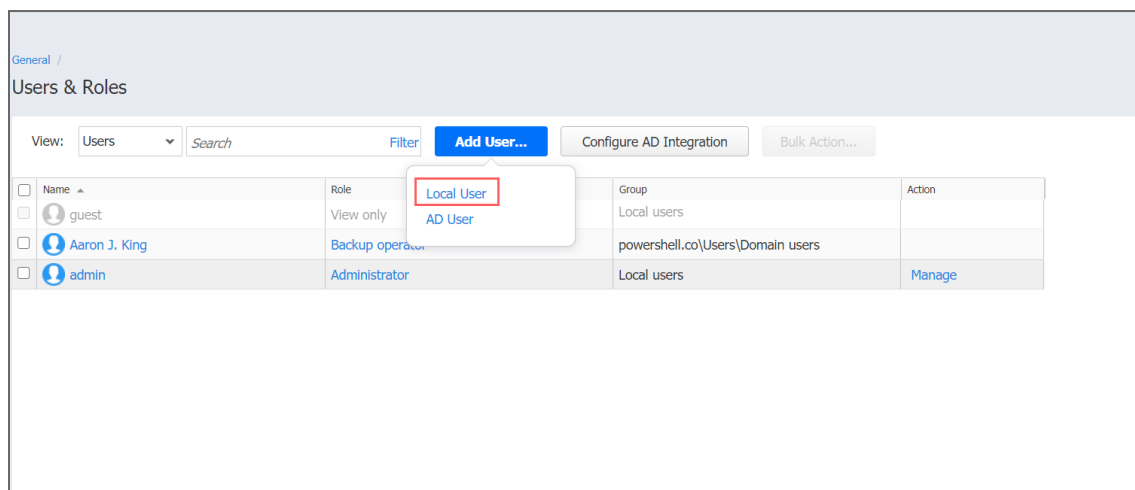 General /
Users & Roles
View: Users Search Filter Add User... Configure AD Integration Bulk Action...
Local User
AD User
Name Role Group Action
guest View only Local users
Aaron J. King Backup operator powershell.co\Users\Domain users
admin Administrator Local users Manage